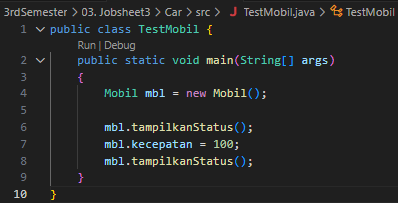 3rdSemester > 03. Jobsheet3 > Car > src > J TestMobil.java > TestMobil
1 public class TestMobil {
Run | Debug
2 public static void main(String[] args)
3 {
4 Mobil mbl = new Mobil();
5
6 mbl.tampilkanStatus();
7 mbl.kecepatan = 100;
8 mbl.tampilkanStatus();
9 }
10 }